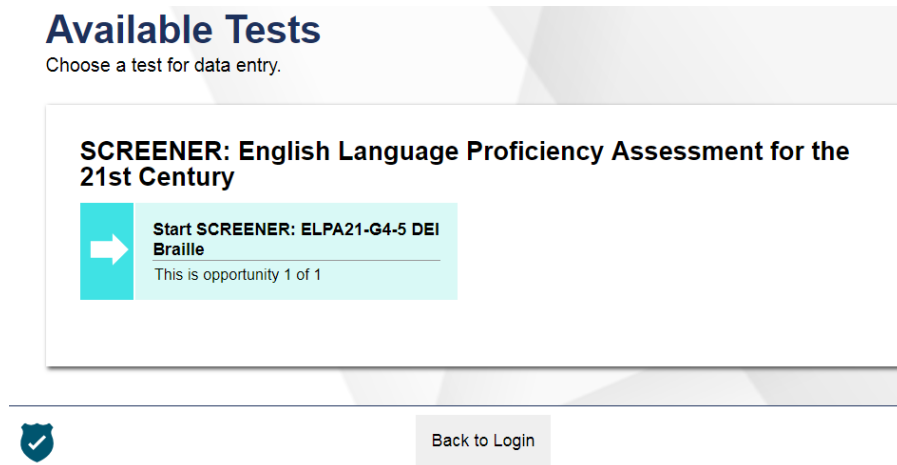 Available Tests
Choose a test for data entry.
SCREENER: English Language Proficiency Assessment for the
21st Century
Start SCREENER: ELPA21-G4-5 DEI
Braille
This is opportunity 1 of 1
Back to Login